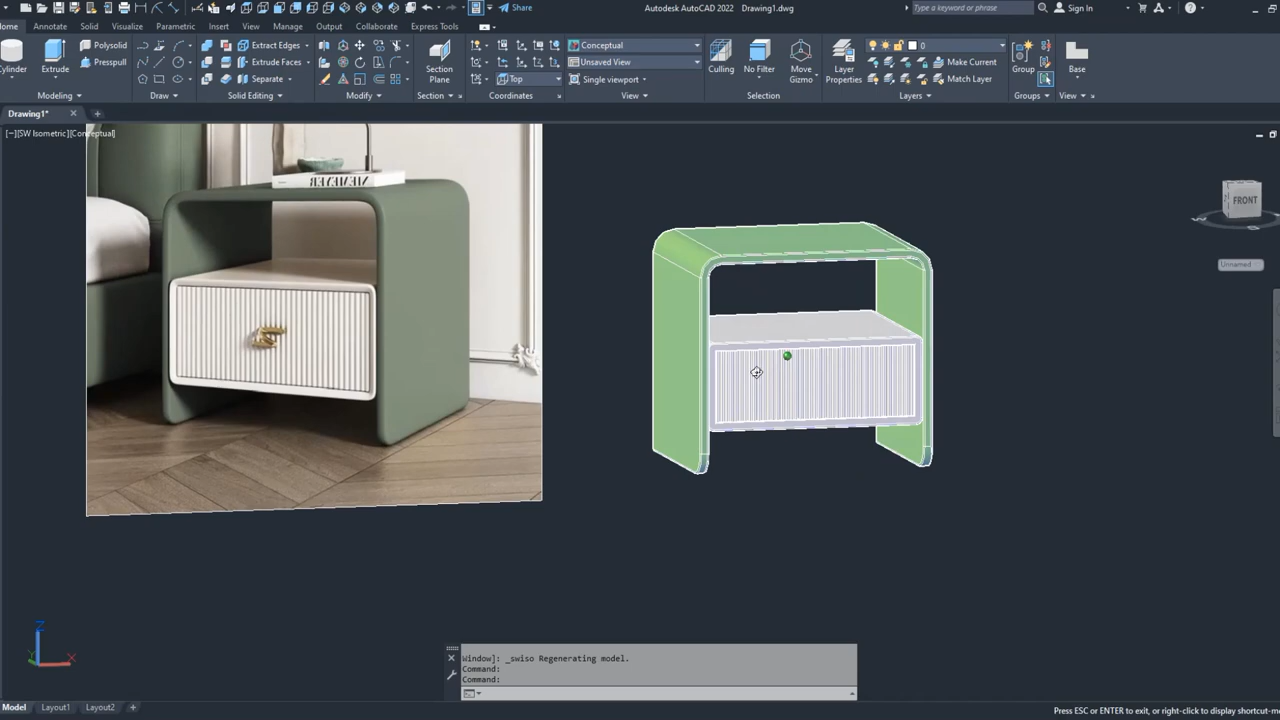 Share
Autodesk AutoCAD 2022 Drawing1.dwg
Type a keyword or phrase
Sign In
ome Annotate Solid Visualize Parametric Insert View Manage Output Collaborate Express Tools
Cylinder
Extrude
Polysolid
Presspull
Extract Edges
Extrude Faces
Separate
Section
Plane
Top
Conceptual
Unsaved View
Single viewport
Culling
No Filter
Move
Gizmo
Layer
Properties
0
Make Current
Match Layer
Group
Base
Modeling
Draw
Solid Editing
Modify
Section
Coordinates
View
Selection
Layers
Groups
View
Drawing1*
[−][SW Isometric][Conceptual]
NIEMEYER
FRONT
W
S
Unnamed
Z
Y
X
Window]: _swiso Regenerating model.
Command:
Command:
Model Layout1 Layout2
Press ESC or ENTER to exit, or right-click to display shortcut-m